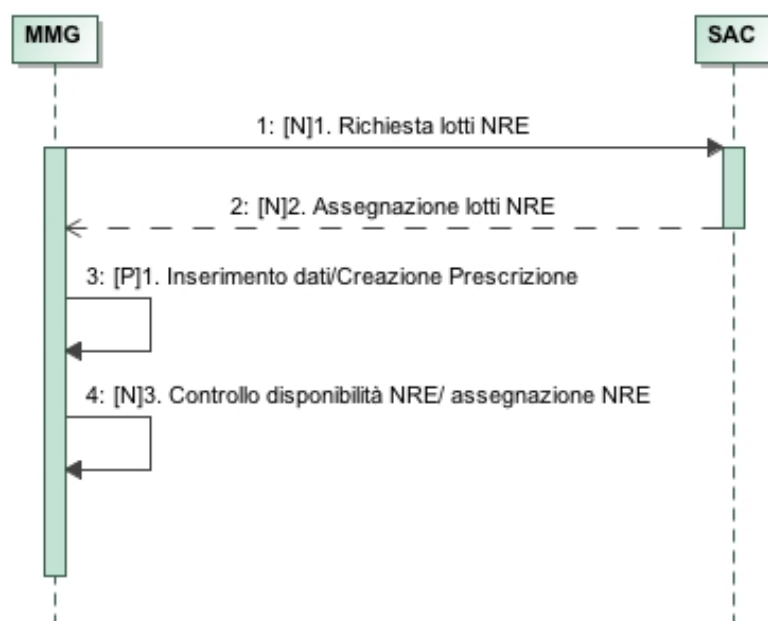 MMG
SAC
1: [N]1. Richiesta lotti NRE
2: [N]2. Assegnazione lotti NRE
3: [P]1. Inserimento dati/Creazione Prescrizione
4: [N]3. Controllo disponibilità NRE/ assegnazione NRE